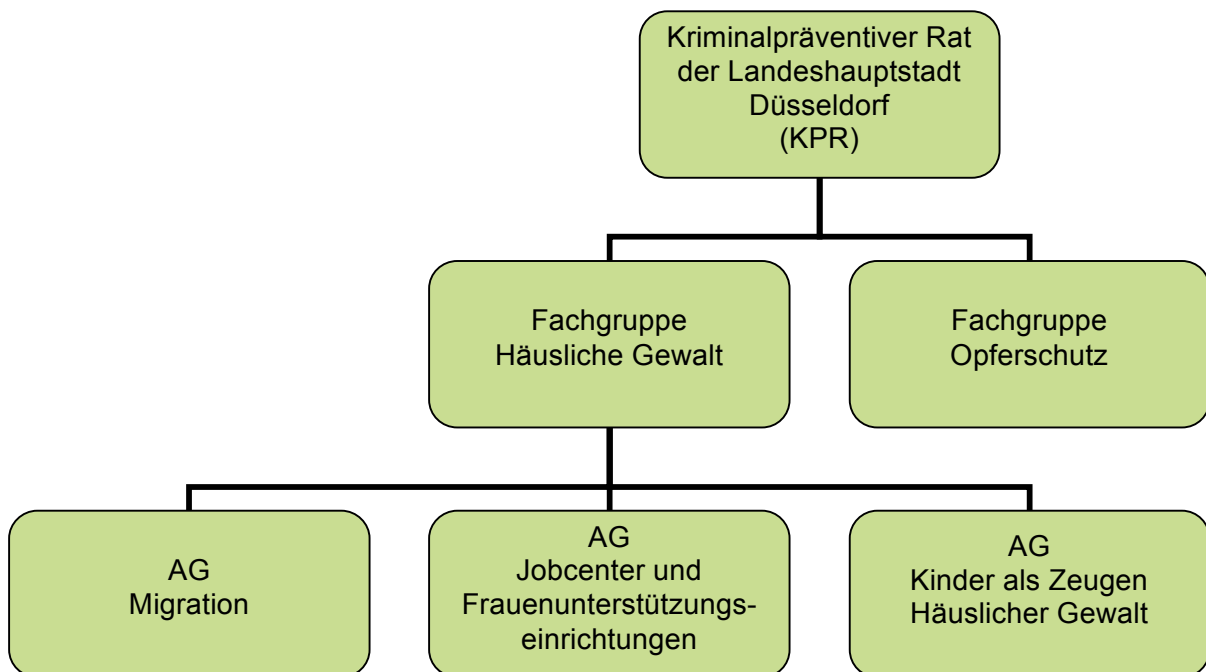 Kriminalpräventiver Rat
der Landeshauptstadt
Düsseldorf
(KPR)
Fachgruppe
Häusliche Gewalt
Fachgruppe
Opferschutz
AG
Migration
AG
Jobcenter und
Frauenunterstützungs-
einrichtungen
AG
Kinder als Zeugen
Häuslicher Gewalt